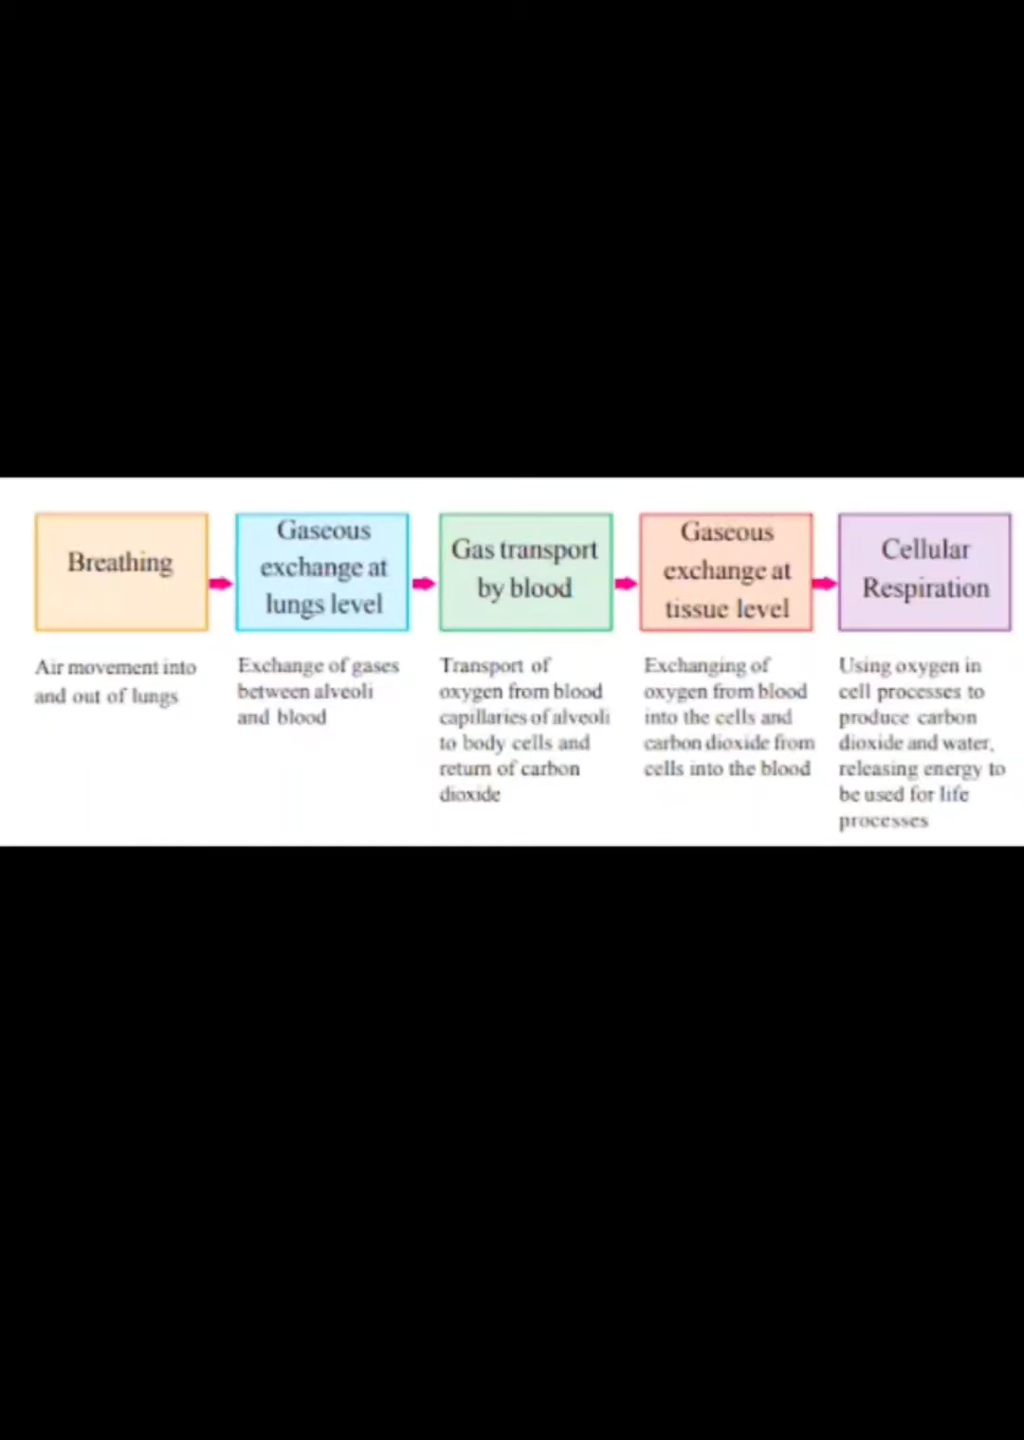 Breathing
Gaseous
exchange at
lungs level
Gas transport
by blood
Gaseous
exchange at
tissue level
Cellular
Respiration
Air movement into
and out of lungs
Exchange of gases
between alveoli
and blood
Transport of
oxygen from blood
capillaries of alveoli
to body cells and
return of carbon
dioxide
Exchanging of
oxygen from blood
into the cells and
carbon dioxide from
cells into the blood
Using oxygen in
cell processes to
produce carbon
dioxide and water,
releasing energy to
be used for life
processes